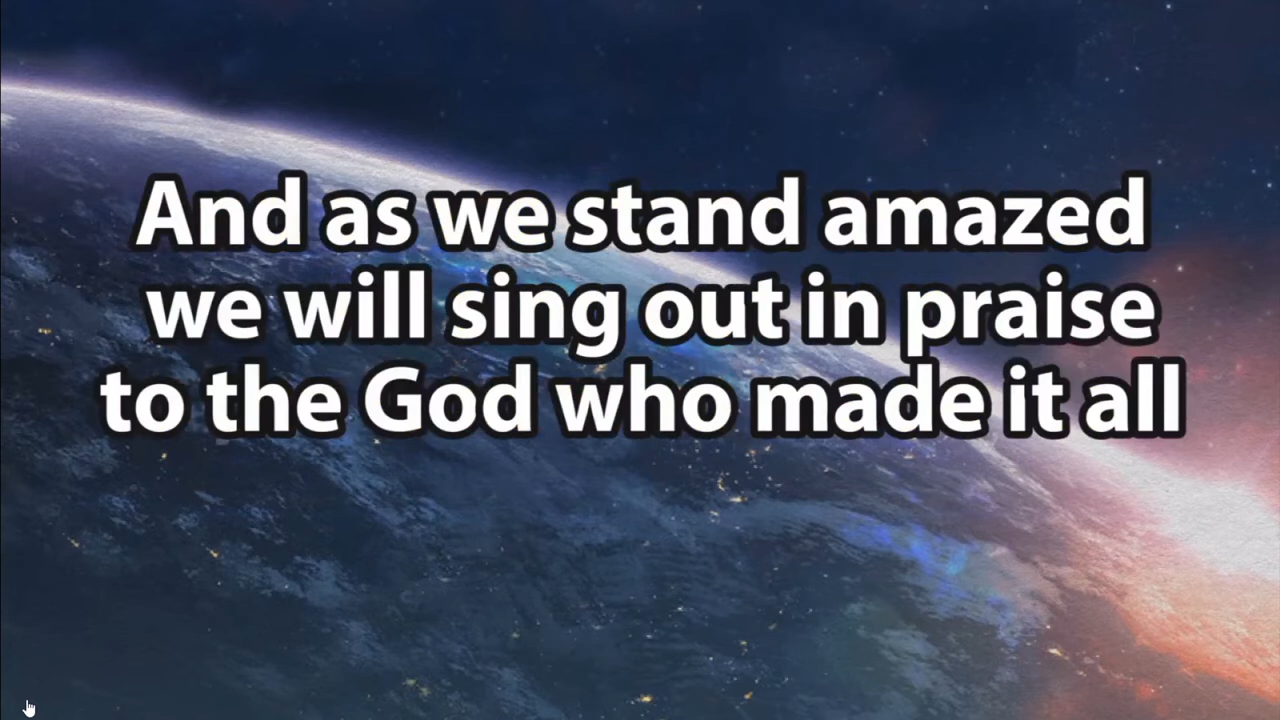 And as we stand amazed
we will sing out in praise
to the God who made it all